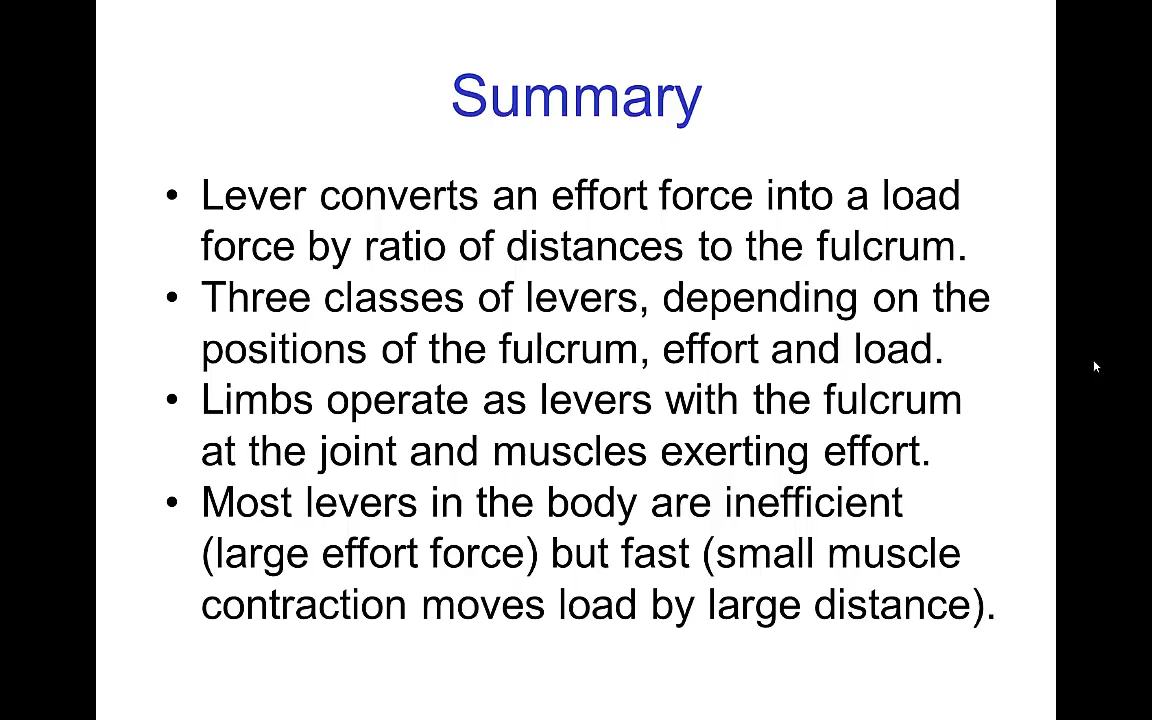 Summary
• Lever converts an effort force into a load
force by ratio of distances to the fulcrum.
• Three classes of levers, depending on the
positions of the fulcrum, effort and load.
• Limbs operate as levers with the fulcrum
at the joint and muscles exerting effort.
• Most levers in the body are inefficient
(large effort force) but fast (small muscle
contraction moves load by large distance).